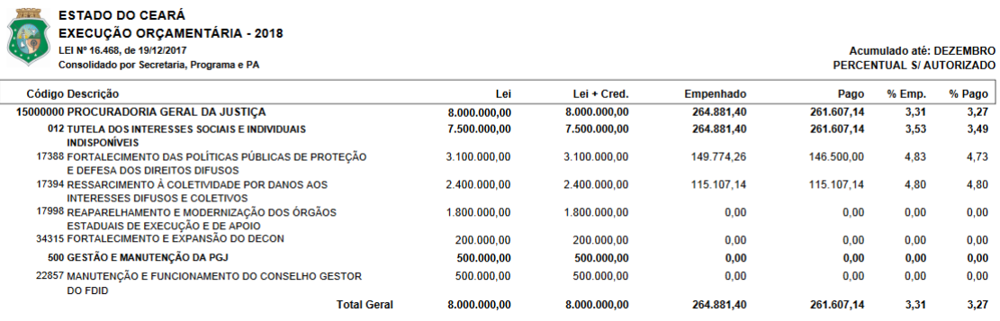 ESTADO DO CEARÁ
EXECUÇÃO ORÇAMENTÁRIA - 2018
LEI Nº 16.468, de 19/12/2017
Consolidado por Secretaria, Programa e PA
Acumulado até: DEZEMBRO
PERCENTUAL S/ AUTORIZADO
Código Descrição Lei Lei + Cred. Empenhado Pago % Emp. % Pago
15000000 PROCURADORIA GERAL DA JUSTIÇA 8.000.000,00 8.000.000,00 264.881,40 261.607,14 3,31 3,27
012 TUTELA DOS INTERESSES SOCIAIS E INDIVIDUAIS 7.500.000,00 7.500.000,00 264.881,40 261.607,14 3,53 3,49
INDISPONÍVEIS
17388 FORTALECIMENTO DAS POLÍTICAS PÚBLICAS DE PROTEÇÃO 3.100.000,00 3.100.000,00 149.774,26 146.500,00 4,83 4,73
E DEFESA DOS DIREITOS DIFUSOS
17394 RESSARCIMENTO À COLETIVIDADE POR DANOS AOS 2.400.000,00 2.400.000,00 115.107,14 115.107,14 4,80 4,80
INTERESSES DIFUSOS E COLETIVOS
17998 REAPARELHAMENTO E MODERNIZAÇÃO DOS ÓRGÃOS 1.800.000,00 1.800.000,00 0,00 0,00 0,00 0,00
ESTADUAIS DE EXECUÇÃO E DE APOIO
34315 FORTALECIMENTO E EXPANSÃO DO DECON 200.000,00 200.000,00 0,00 0,00 0,00 0,00
500 GESTÃO E MANUTENÇÃO DA PGJ 500.000,00 500.000,00 0,00 0,00 0,00 0,00
22857 MANUTENÇÃO E FUNCIONAMENTO DO CONSELHO GESTOR 500.000,00 500.000,00 0,00 0,00 0,00 0,00
DO FDID
Total Geral 8.000.000,00 8.000.000,00 264.881,40 261.607,14 3,31 3,27